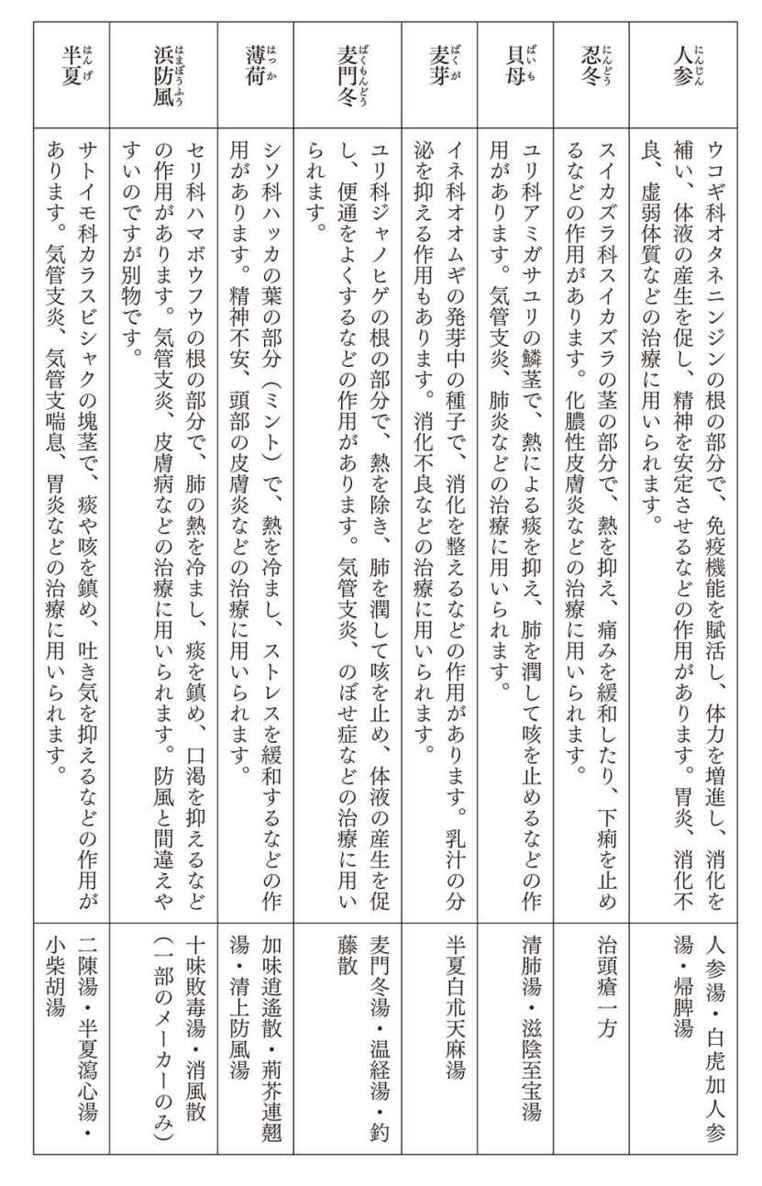 人参
にんじん
ウコギ科オタネニンジンの根の部分で、免疫機能を賦活し、体力を増進し、消化を
補い、体液の産生を促し、精神を安定させるなどの作用があります。胃炎、消化不
良、虚弱体質などの治療に用いられます。
人参湯・白虎加人参
湯・帰脾湯
忍冬
にんどう
スイカズラ科スイカズラの茎の部分で、熱を抑え、痛みを緩和したり、下痢を止め
るなどの作用があります。化膿性皮膚炎などの治療に用いられます。
治頭瘡一方
貝母
ばいも
ユリ科アミガサユリの鱗茎で、熱による痰を抑え、肺を潤して咳を止めるなどの作
用があります。気管支炎、肺炎などの治療に用いられます。
清肺湯・滋陰至宝湯
麦芽
ばくが
イネ科オオムギの発芽中の種子で、消化を整えるなどの作用があります。乳汁の分
泌を抑える作用もあります。消化不良などの治療に用いられます。
半夏白朮天麻湯
麦門冬
ばくもんどう
ユリ科ジャノヒゲの根の部分で、熱を除き、肺を潤して咳を止め、体液の産生を促
し、便通をよくするなどの作用があります。気管支炎、のぼせ症などの治療に用い
られます。
麦門冬湯・温経湯・釣
藤散
薄荷
はっか
シソ科ハッカの葉の部分（ミント）で、熱を冷まし、ストレスを緩和するなどの作
用があります。精神不安、頭部の皮膚炎などの治療に用いられます。
加味逍遙散・荊芥連翹
湯・清上防風湯
浜防風
はまぼうふう
セリ科ハマボウフウの根の部分で、肺の熱を冷まし、痰を鎮め、口渇を抑えるなど
の作用があります。気管支炎、皮膚病などの治療に用いられます。防風と間違えや
すいのですが別物です。
十味敗毒湯・消風散
（一部のメーカーのみ）
半夏
はんげ
サトイモ科カラスビシャクの塊茎で、痰や咳を鎮め、吐き気を抑えるなどの作用が
あります。気管支炎、気管支喘息、胃炎などの治療に用いられます。
二陳湯・半夏瀉心湯・
小柴胡湯